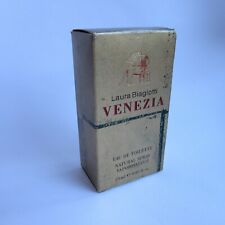 Laura Biagiotti
VENEZIA
EAU DE TOILETTE
NATURAL SPRAY
VAPORISATEUR